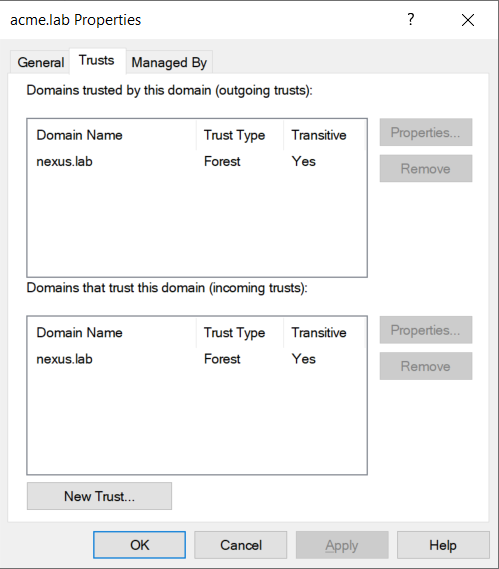 acme.lab Properties
? ×
General Trusts Managed By
Domains trusted by this domain (outgoing trusts):
Domain Name Trust Type Transitive
nexus.lab Forest Yes
Properties...
Remove
Domains that trust this domain (incoming trusts):
Domain Name Trust Type Transitive
nexus.lab Forest Yes
Properties...
Remove
New Trust...
OK Cancel Apply Help